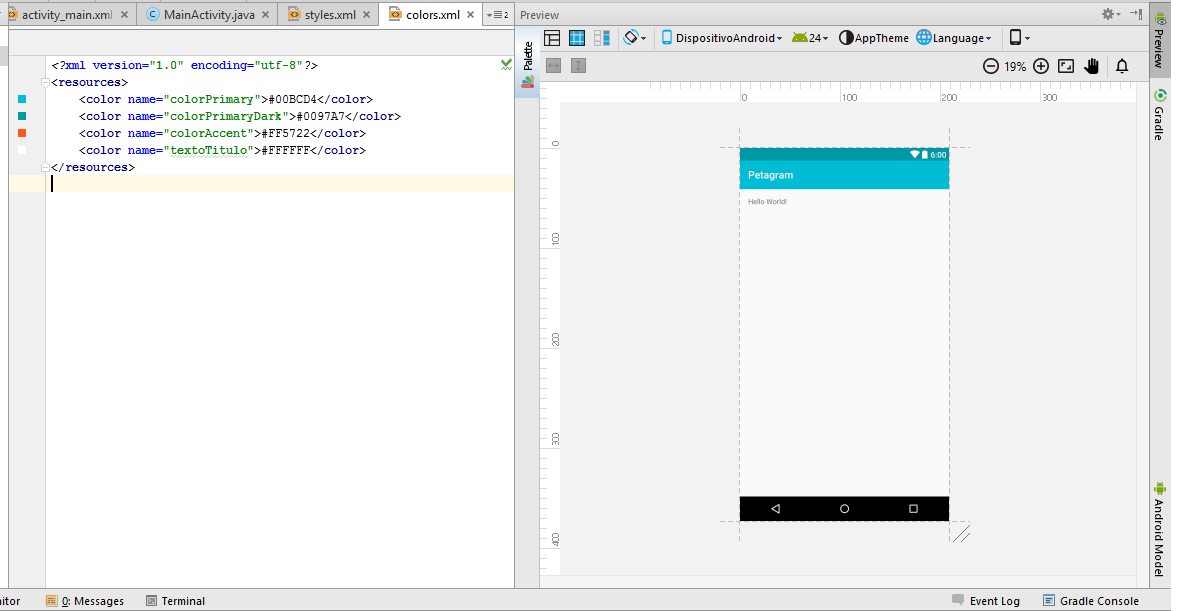 activity_main.xml MainActivity.java styles.xml colors.xml 2 Preview
<?xml version="1.0" encoding="utf-8"?>
<resources>
<color name="colorPrimary">#00BCD4</color>
<color name="colorPrimaryDark">#0097A7</color>
<color name="colorAccent">#FF5722</color>
<color name="textoTitulo">#FFFFFF</color>
</resources>
Palette
DispositivoAndroid 24 AppTheme Language
19%
0 100 200 300
0
100
200
300
400
6:00
Petagram
Hello World!
Preview
Gradle
Android Model
nitor 0: Messages Terminal Event Log Gradle Console